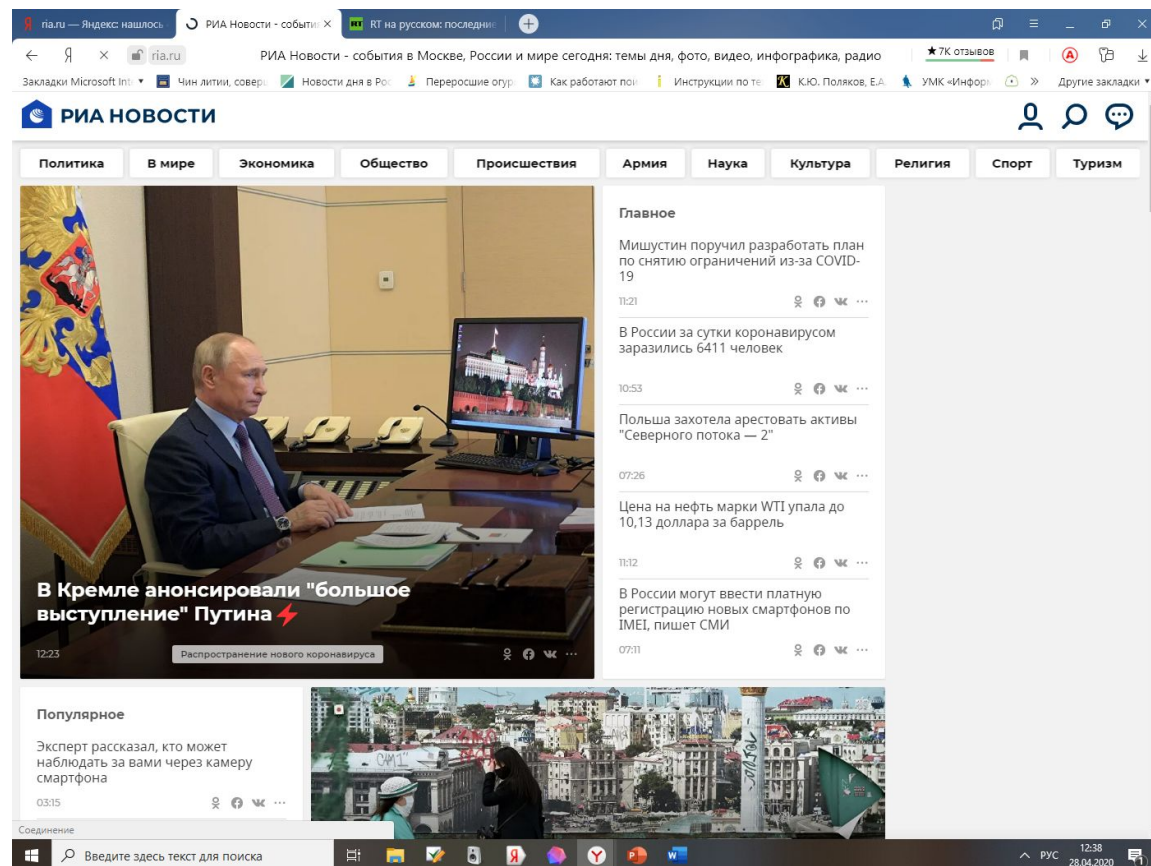 ria.ru — Яндекс: нашлось
РИА Новости - события
RT на русском: последние
ria.ru
РИА Новости - события в Москве, России и мире сегодня: темы дня, фото, видео, инфографика, радио
★ 7K отзывов
Закладки Microsoft Int
Чин литии, соверш
Новости дня в Рос
Переросшие огур
Как работают пои
Инструкции по те
К.Ю. Поляков, Е.А.
УМК «Информ
Другие закладки
РИА НОВОСТИ
Политика
В мире
Экономика
Общество
Происшествия
Армия
Наука
Культура
Религия
Спорт
Туризм
В Кремле анонсировали "большое
выступление" Путина
12:23
Распространение нового коронавируса
Главное
Мишустин поручил разработать план
по снятию ограничений из-за COVID-
19
11:21
В России за сутки коронавирусом
заразились 6411 человек
10:53
Польша захотела арестовать активы
"Северного потока — 2"
07:26
Цена на нефть марки WTI упала до
10,13 доллара за баррель
11:12
В России могут ввести платную
регистрацию новых смартфонов по
IMEI, пишет СМИ
07:11
Популярное
Эксперт рассказал, кто может
наблюдать за вами через камеру
смартфона
03:15
Соединение
Введите здесь текст для поиска
РУС
12:38
28.04.2020